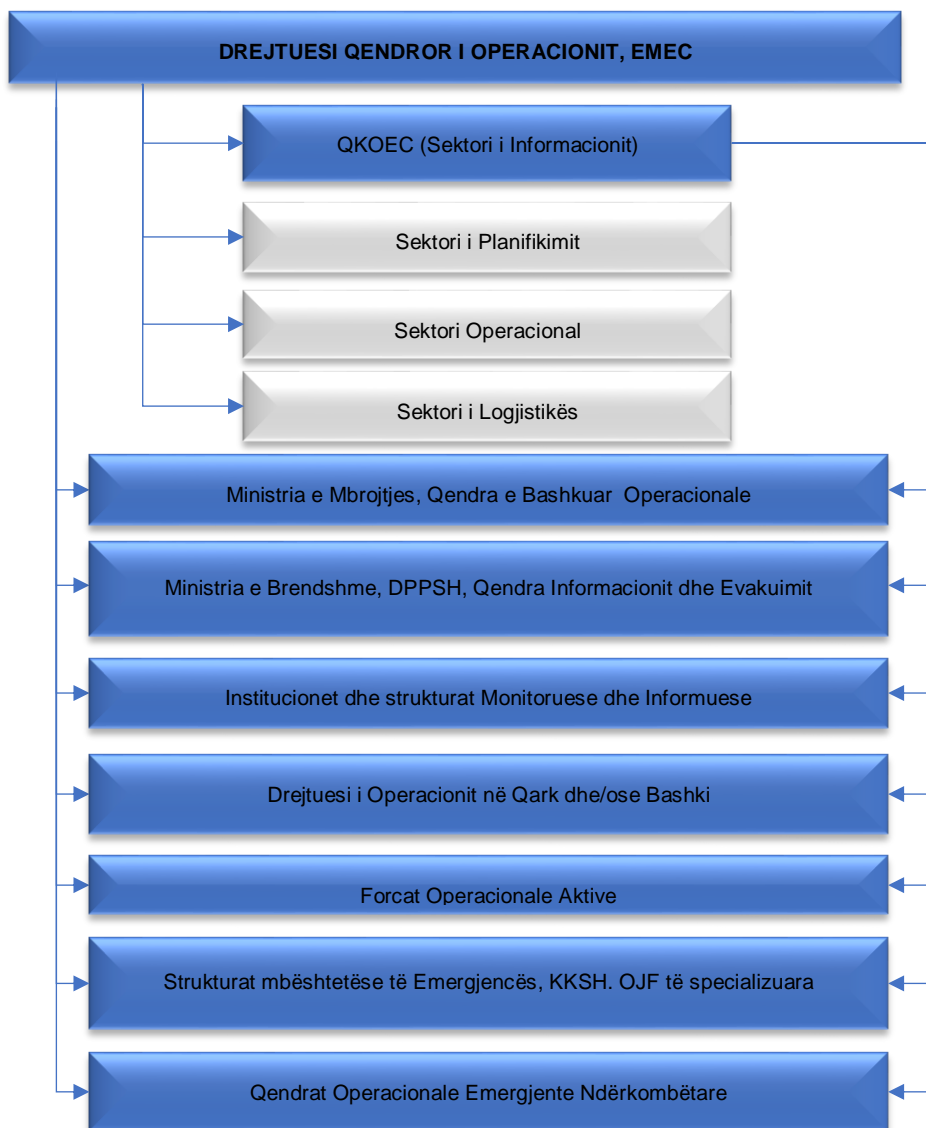 DREJTUESI QENDROR I OPERACIONIT, EMEC
QKOEC (Sektori i Informacionit)
Sektori i Planifikimit
Sektori Operacional
Sektori i Logjistikës
Ministria e Mbrojtjes, Qendra e Bashkuar Operacionale
Ministria e Brendshme, DPPSH, Qendra Informacionit dhe Evakuimit
Institucionet dhe strukturat Monitoruese dhe Informuese
Drejtuesi i Operacionit në Qark dhe/ose Bashki
Forcat Operacionale Aktive
Strukturat mbështetëse të Emergjencës, KKSH. OJF të specializuara
Qendrat Operacionale Emergjente Ndërkombëtare